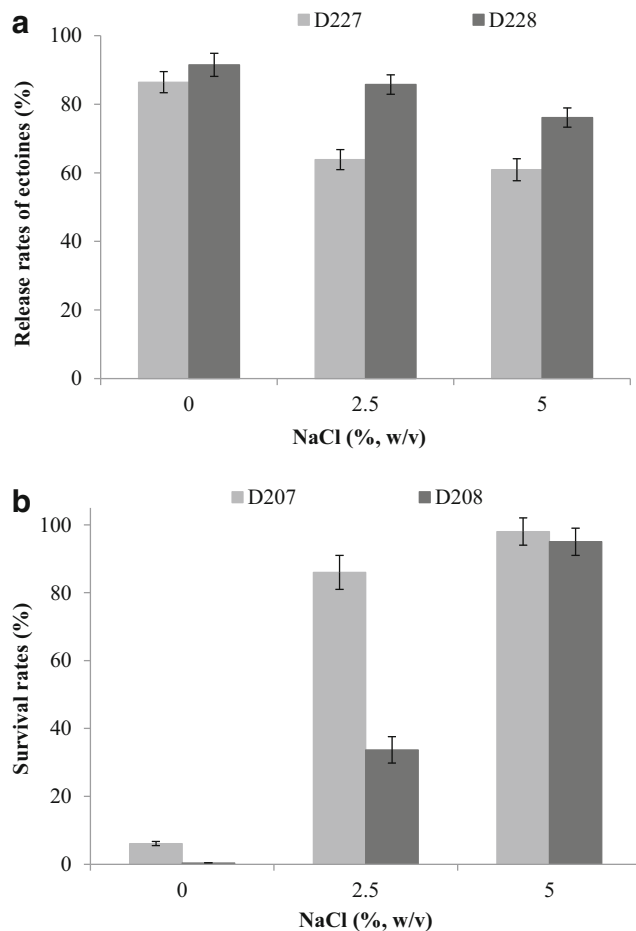 a
D227 D228
Release rates of ectoines (%)
100
80
60
40
20
0
0 2.5 5
NaCl (%, w/v)
b
D207 D208
Survival rates (%)
100
80
60
40
20
0
0 2.5 5
NaCl (%, w/v)